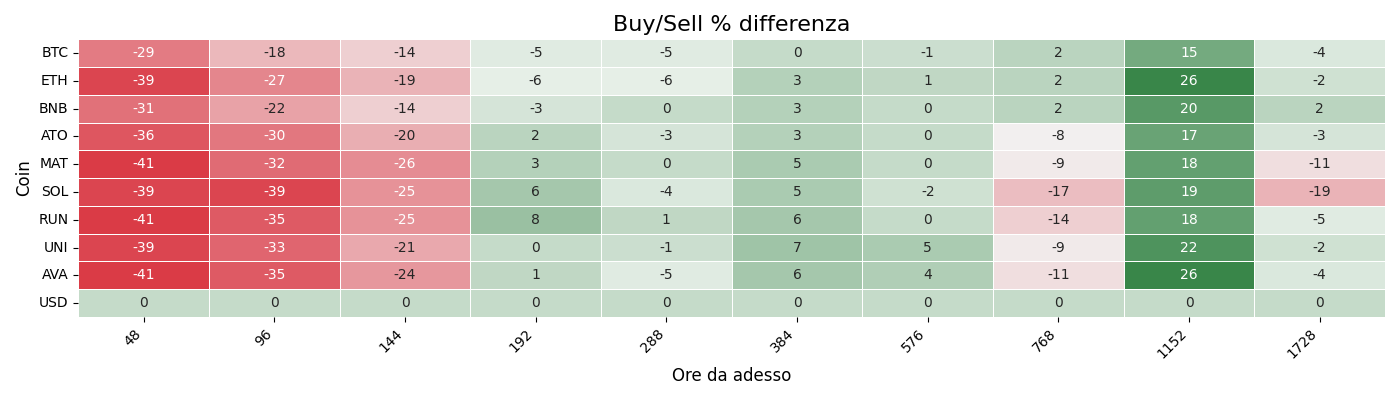 Buy/Sell % differenza
Coin
BTC -29 -18 -14 -5 -5 0 -1 2 15 -4
ETH -39 -27 -19 -6 -6 3 1 2 26 -2
BNB -31 -22 -14 -3 0 3 0 2 20 2
ATO -36 -30 -20 2 -3 3 0 -8 17 -3
MAT -41 -32 -26 3 0 5 0 -9 18 -11
SOL -39 -39 -25 6 -4 5 -2 -17 19 -19
RUN -41 -35 -25 8 1 6 0 -14 18 -5
UNI -39 -33 -21 0 -1 7 5 -9 22 -2
AVA -41 -35 -24 1 -5 6 4 -11 26 -4
USD 0 0 0 0 0 0 0 0 0 0
48 96 144 192 288 384 576 768 1152 1728
Ore da adesso